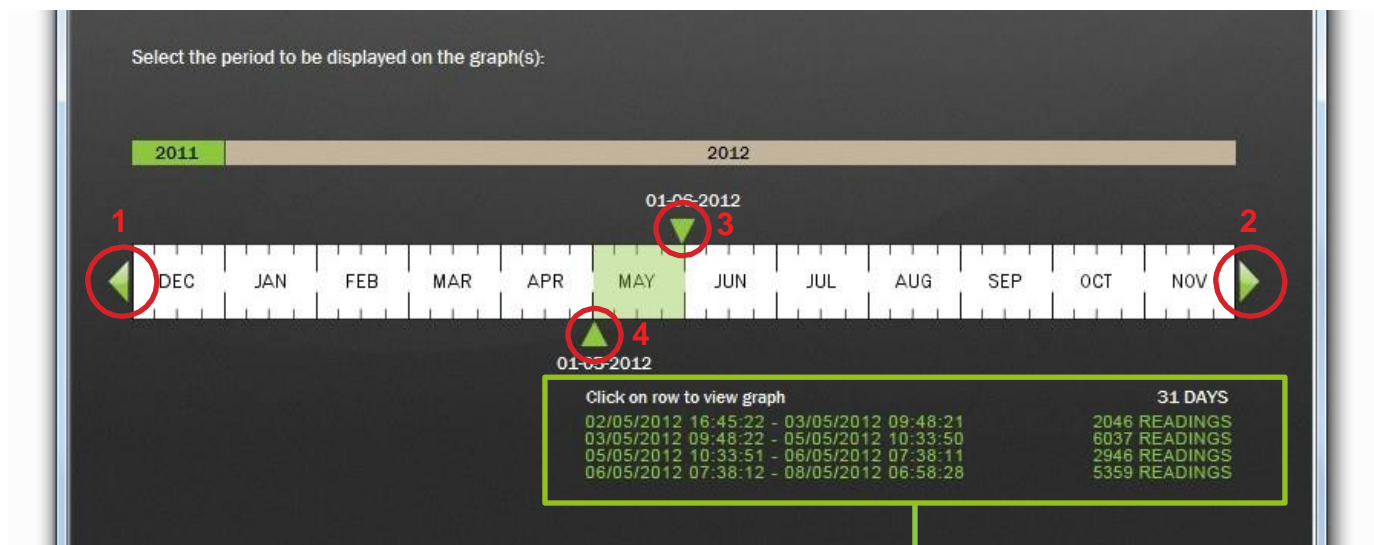 Select the period to be displayed on the graph(s):
2011 2012
01-06-2012
1 3 2
DEC JAN FEB MAR APR MAY JUN JUL AUG SEP OCT NOV
4
01-05-2012
Click on row to view graph 31 DAYS
02/05/2012 16:45:22 - 03/05/2012 09:48:21 2046 READINGS
03/05/2012 09:48:22 - 05/05/2012 10:33:50 6037 READINGS
05/05/2012 10:33:51 - 06/05/2012 07:38:11 2946 READINGS
06/05/2012 07:38:12 - 08/05/2012 06:58:28 5359 READINGS